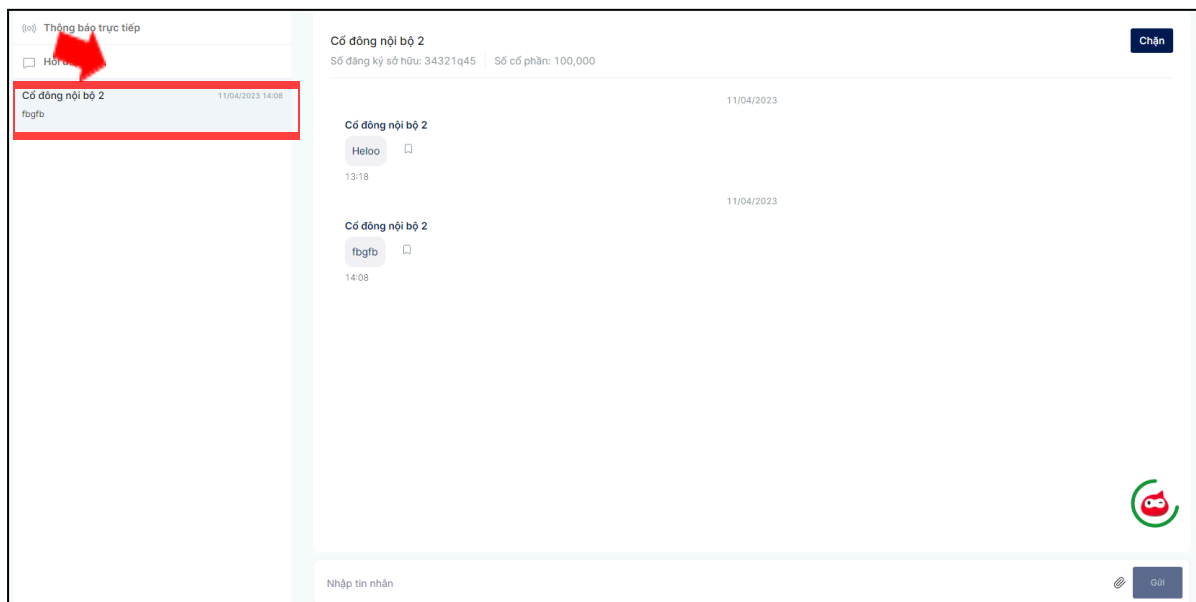 Thông báo trực tiếp
Cổ đông nội bộ 2
11/04/2023 14:08
fbgfb
Cổ đông nội bộ 2
Chặn
Số đăng ký sở hữu: 34321q45
Số cổ phần: 100,000
11/04/2023
Cổ đông nội bộ 2
Heloo
13:18
11/04/2023
Cổ đông nội bộ 2
fbgfb
14:08
Nhập tin nhắn
Gửi